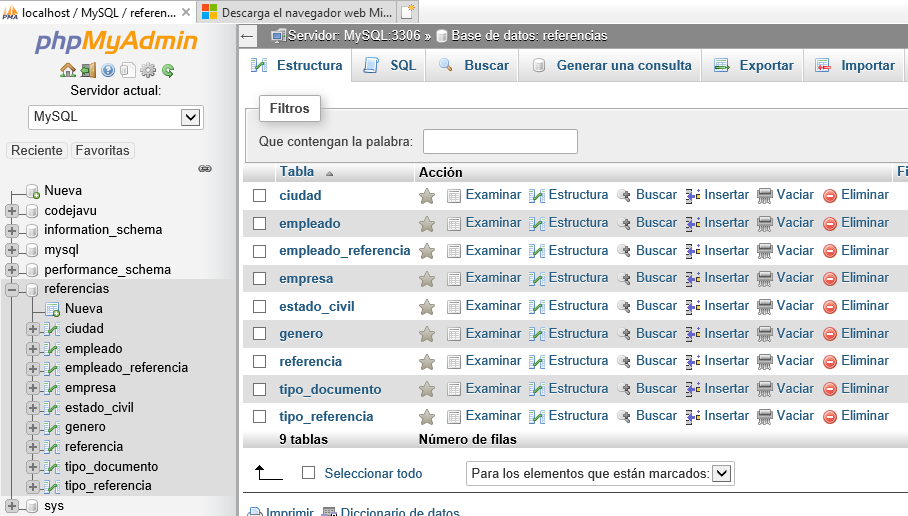 localhost / MySQL / referen...
Descarga el navegador web Mi...
PMA
phpMyAdmin
Servidor actual:
MySQL
Reciente Favoritas
Nueva
codejavu
information_schema
mysql
performance_schema
referencias
Nueva
ciudad
empleado
empleado_referencia
empresa
estado_civil
genero
referencia
tipo_documento
tipo_referencia
sys
Servidor: MySQL:3306 » Base de datos: referencias
Estructura SQL Buscar Generar una consulta Exportar Importar
Filtros
Que contengan la palabra:
Tabla Acción Fi
ciudad Examinar Estructura Buscar Insertar Vaciar Eliminar
empleado Examinar Estructura Buscar Insertar Vaciar Eliminar
empleado_referencia Examinar Estructura Buscar Insertar Vaciar Eliminar
empresa Examinar Estructura Buscar Insertar Vaciar Eliminar
estado_civil Examinar Estructura Buscar Insertar Vaciar Eliminar
genero Examinar Estructura Buscar Insertar Vaciar Eliminar
referencia Examinar Estructura Buscar Insertar Vaciar Eliminar
tipo_documento Examinar Estructura Buscar Insertar Vaciar Eliminar
tipo_referencia Examinar Estructura Buscar Insertar Vaciar Eliminar
9 tablas Número de filas
Seleccionar todo Para los elementos que están marcados:
Imprimir Diccionario de datos